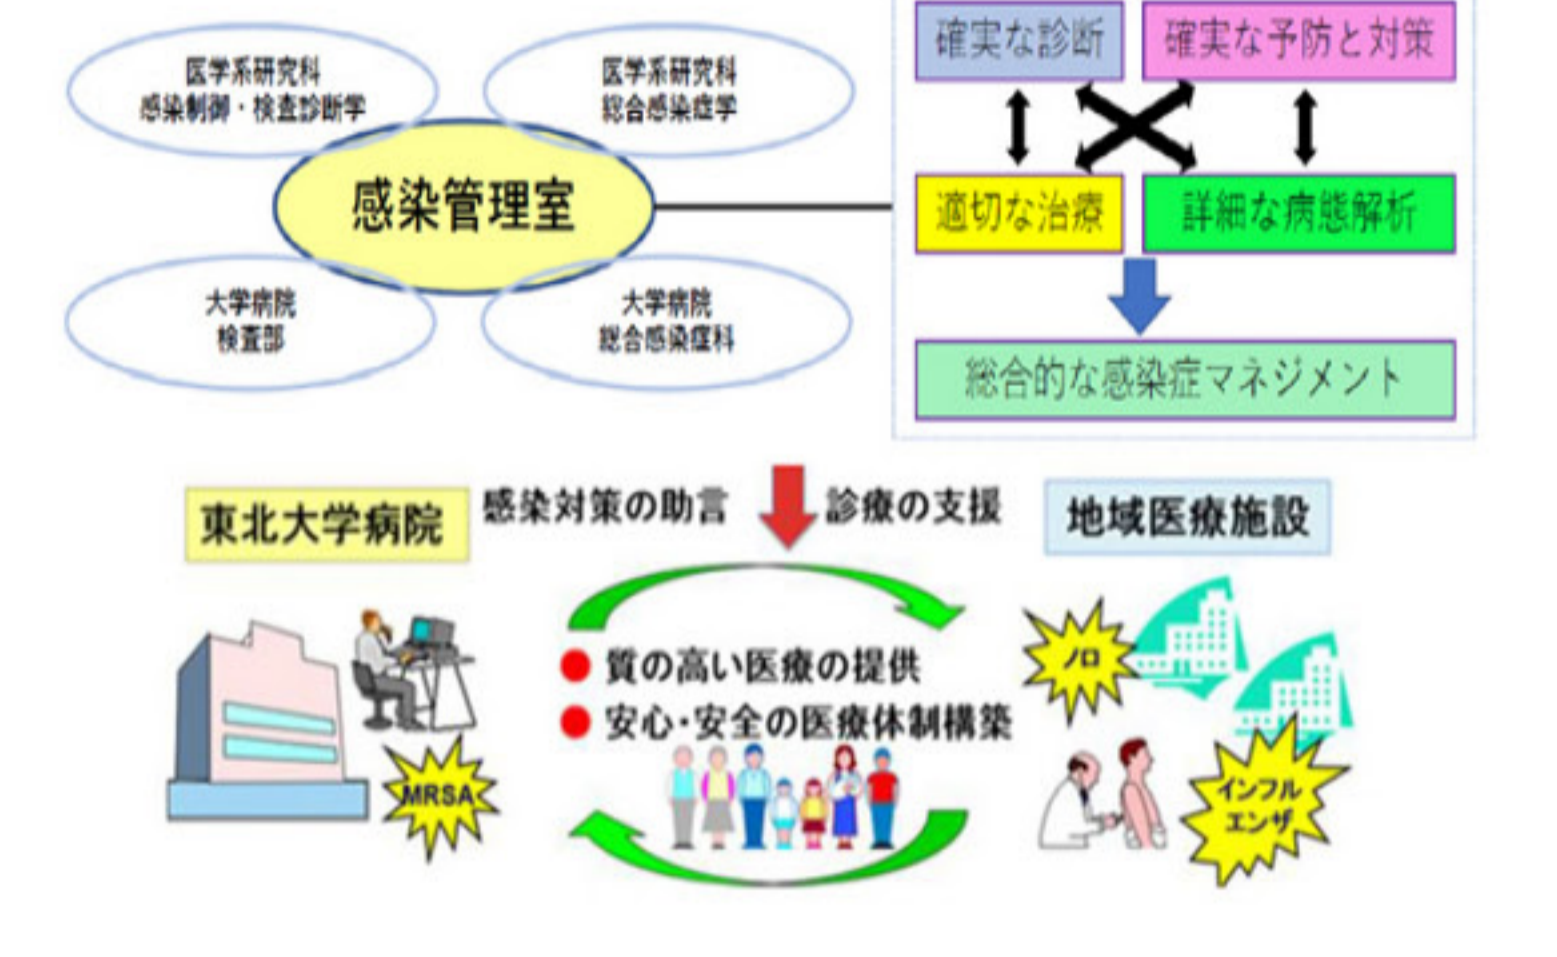 医学系研究科
感染制御・検査診断学
医学系研究科
総合感染症学
感染管理室
大学病院
検査部
大学病院
総合感染症科
確実な診断
確実な予防と対策
適切な治療
詳細な病態解析
総合的な感染症マネジメント
東北大学病院
感染対策の助言
診療の支援
地域医療施設
● 質の高い医療の提供
● 安心・安全の医療体制構築
MRSA
ノロ
インフル
エンザ